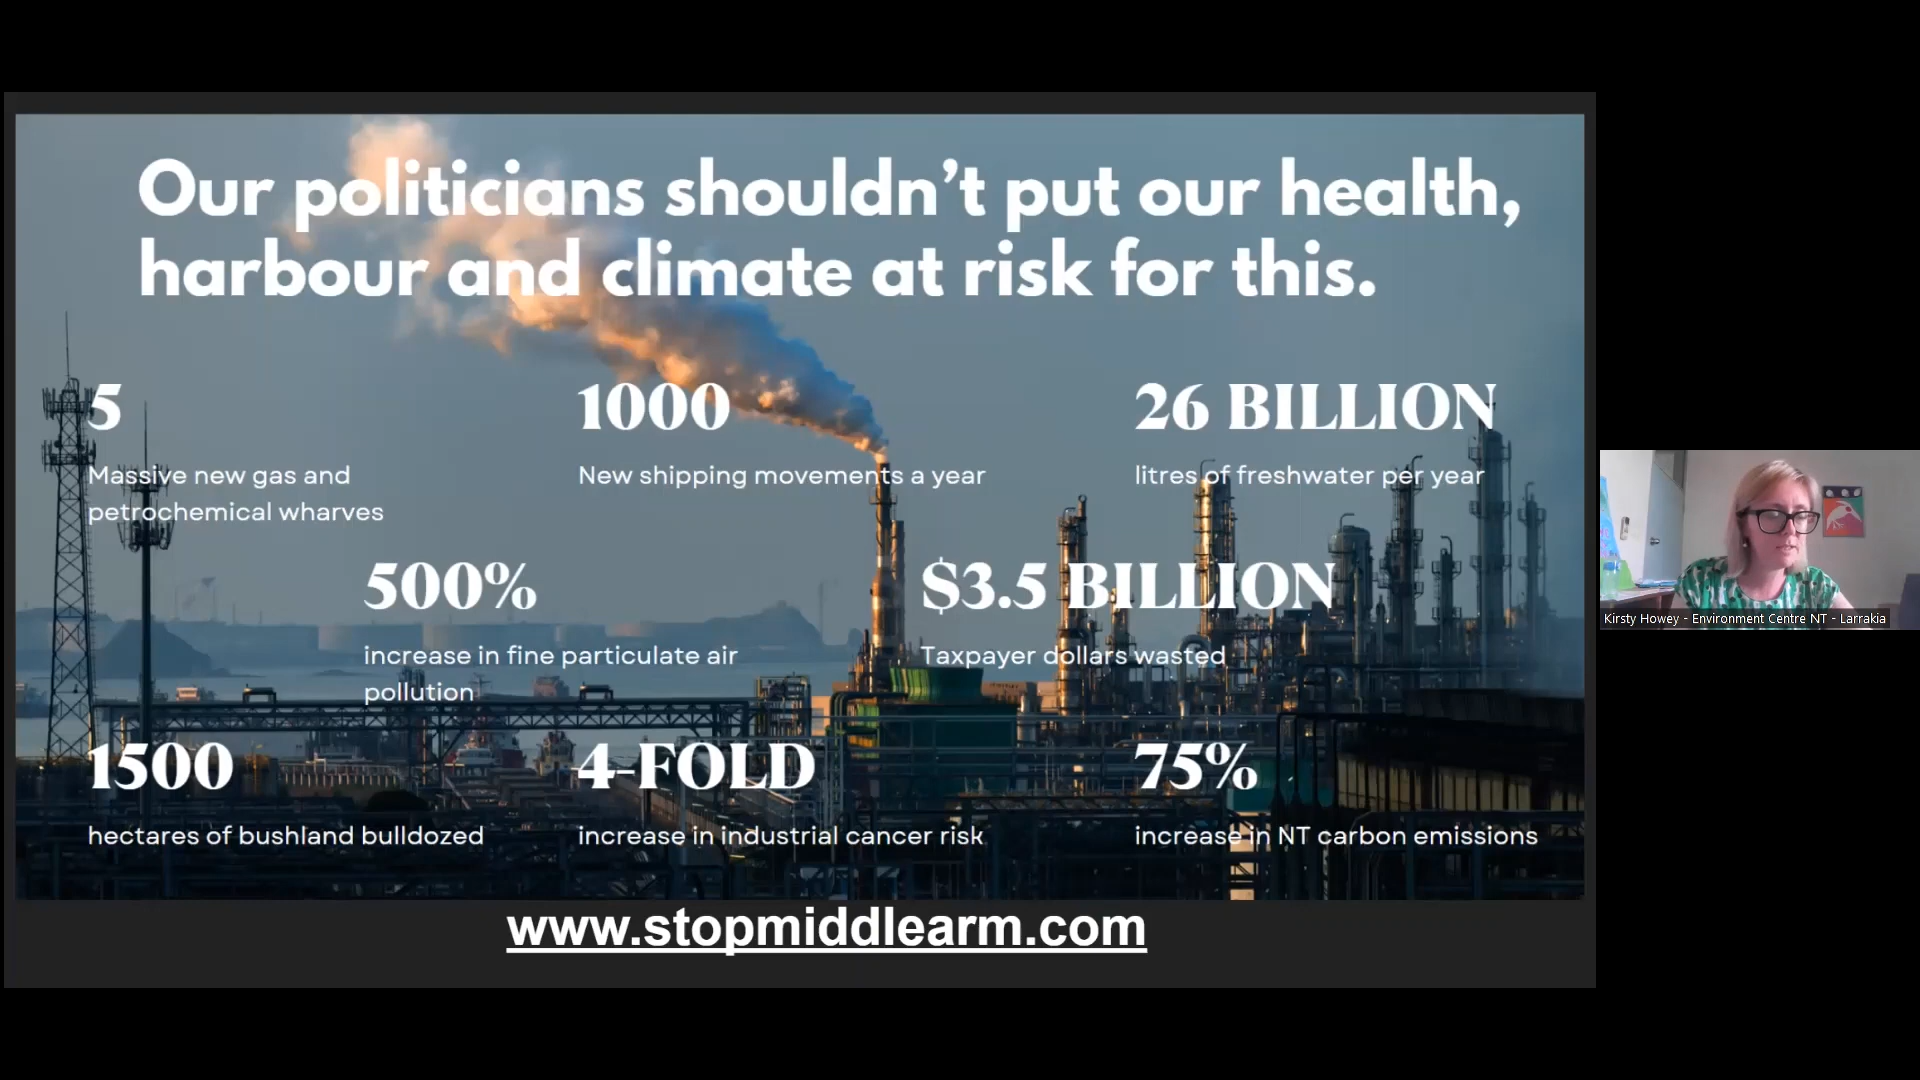 Our politicians shouldn’t put our health,
harbour and climate at risk for this.
5
Massive new gas and
petrochemical wharves
1000
New shipping movements a year
26 BILLION
litres of freshwater per year
500%
increase in fine particulate air
pollution
$3.5 BILLION
Taxpayer dollars wasted
1500
hectares of bushland bulldozed
4-FOLD
increase in industrial cancer risk
75%
increase in NT carbon emissions
www.stopmiddlearm.com
Kirsty Howey - Environment Centre NT - Larrakia